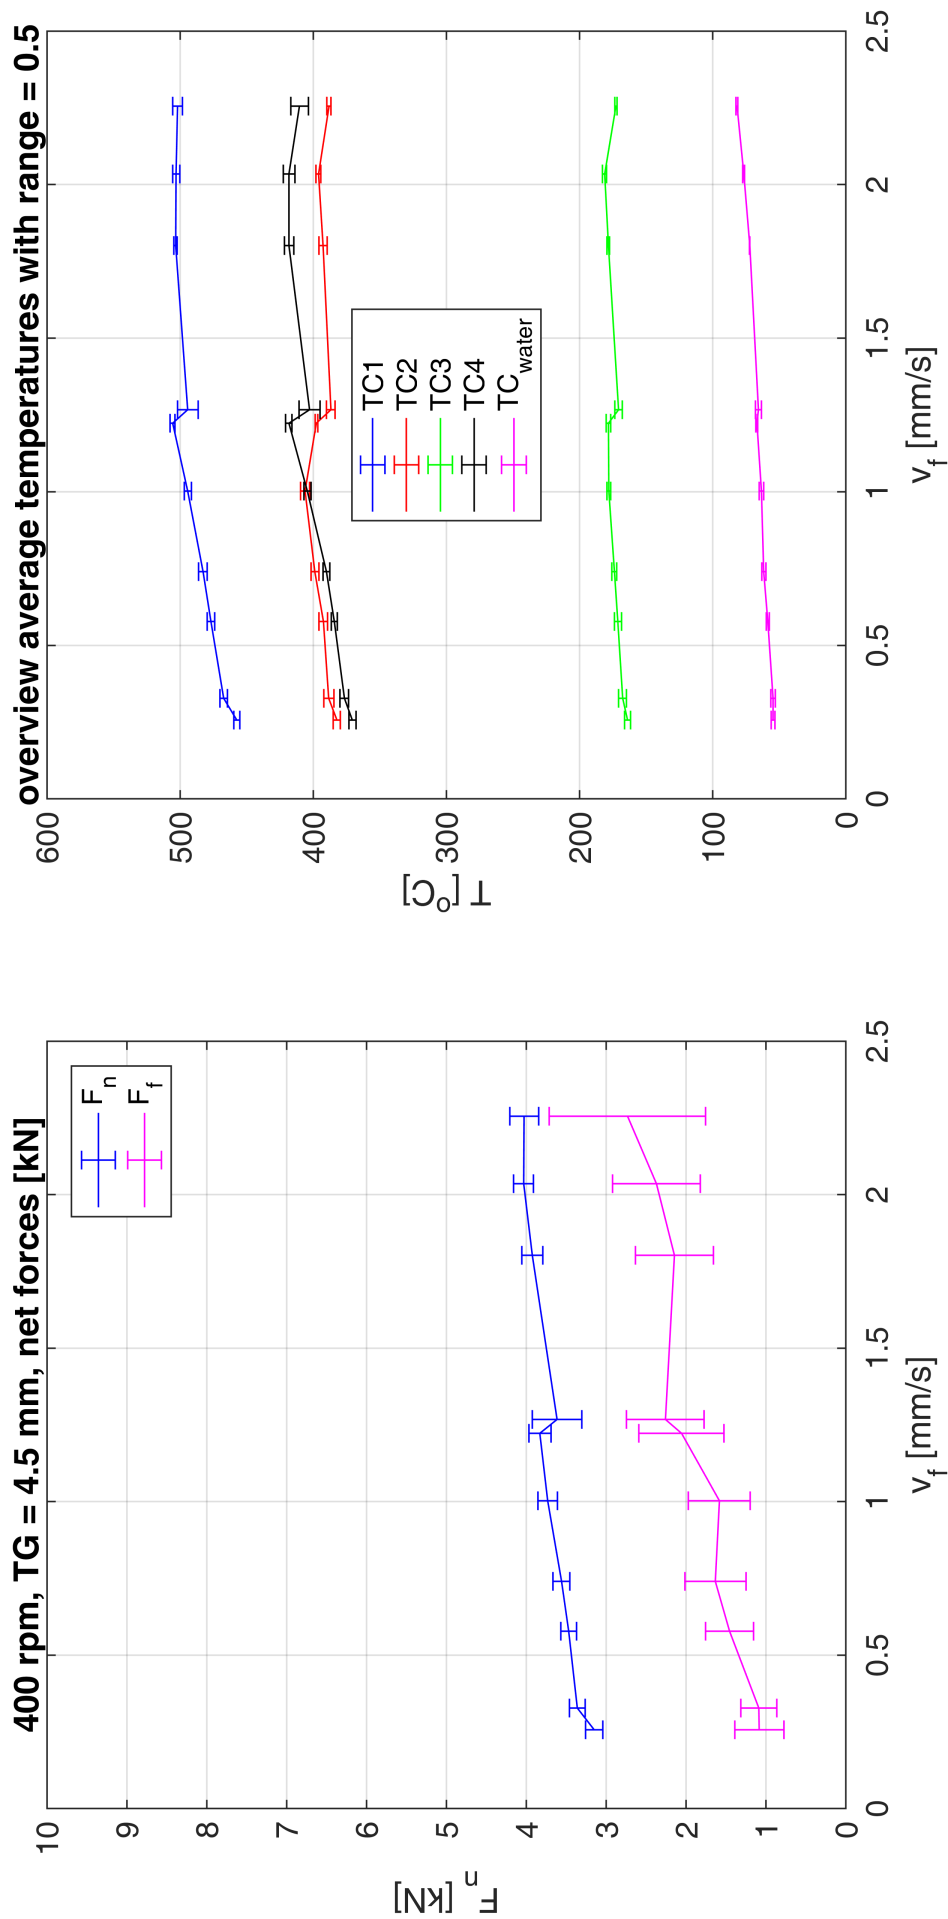 400 rpm, TG = 4.5 mm, net forces [kN]
10
9
8
7
6
5
4
3
2
1
0
F_n [kN]
0
0.5
1
1.5
2
2.5
v_f [mm/s]
F_n
F_f
overview average temperatures with range = 0.5
600
500
400
300
200
100
0
T [°C]
0
0.5
1
1.5
2
2.5
v_f [mm/s]
TC1
TC2
TC3
TC4
TC_water